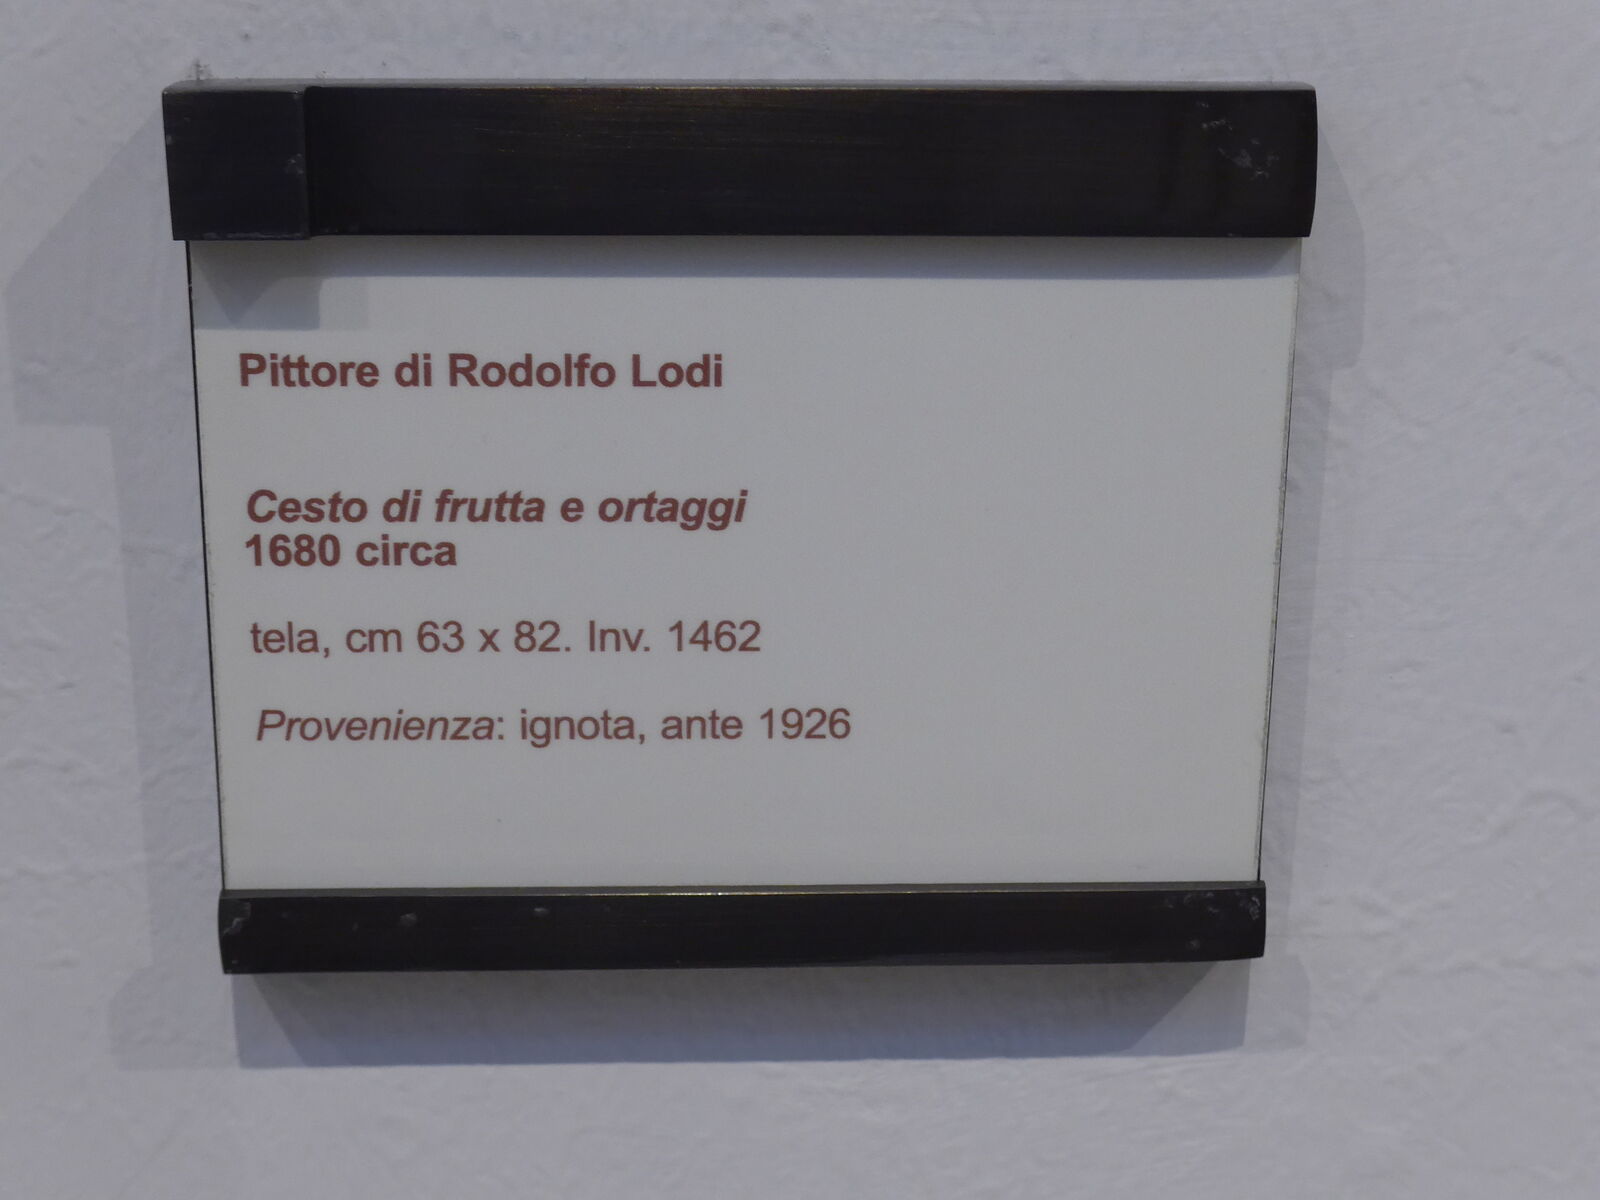 Pittore di Rodolfo Lodi
Cesto di frutta e ortaggi
1680 circa
tela, cm 63 x 82. Inv. 1462
Provenienza: ignota, ante 1926